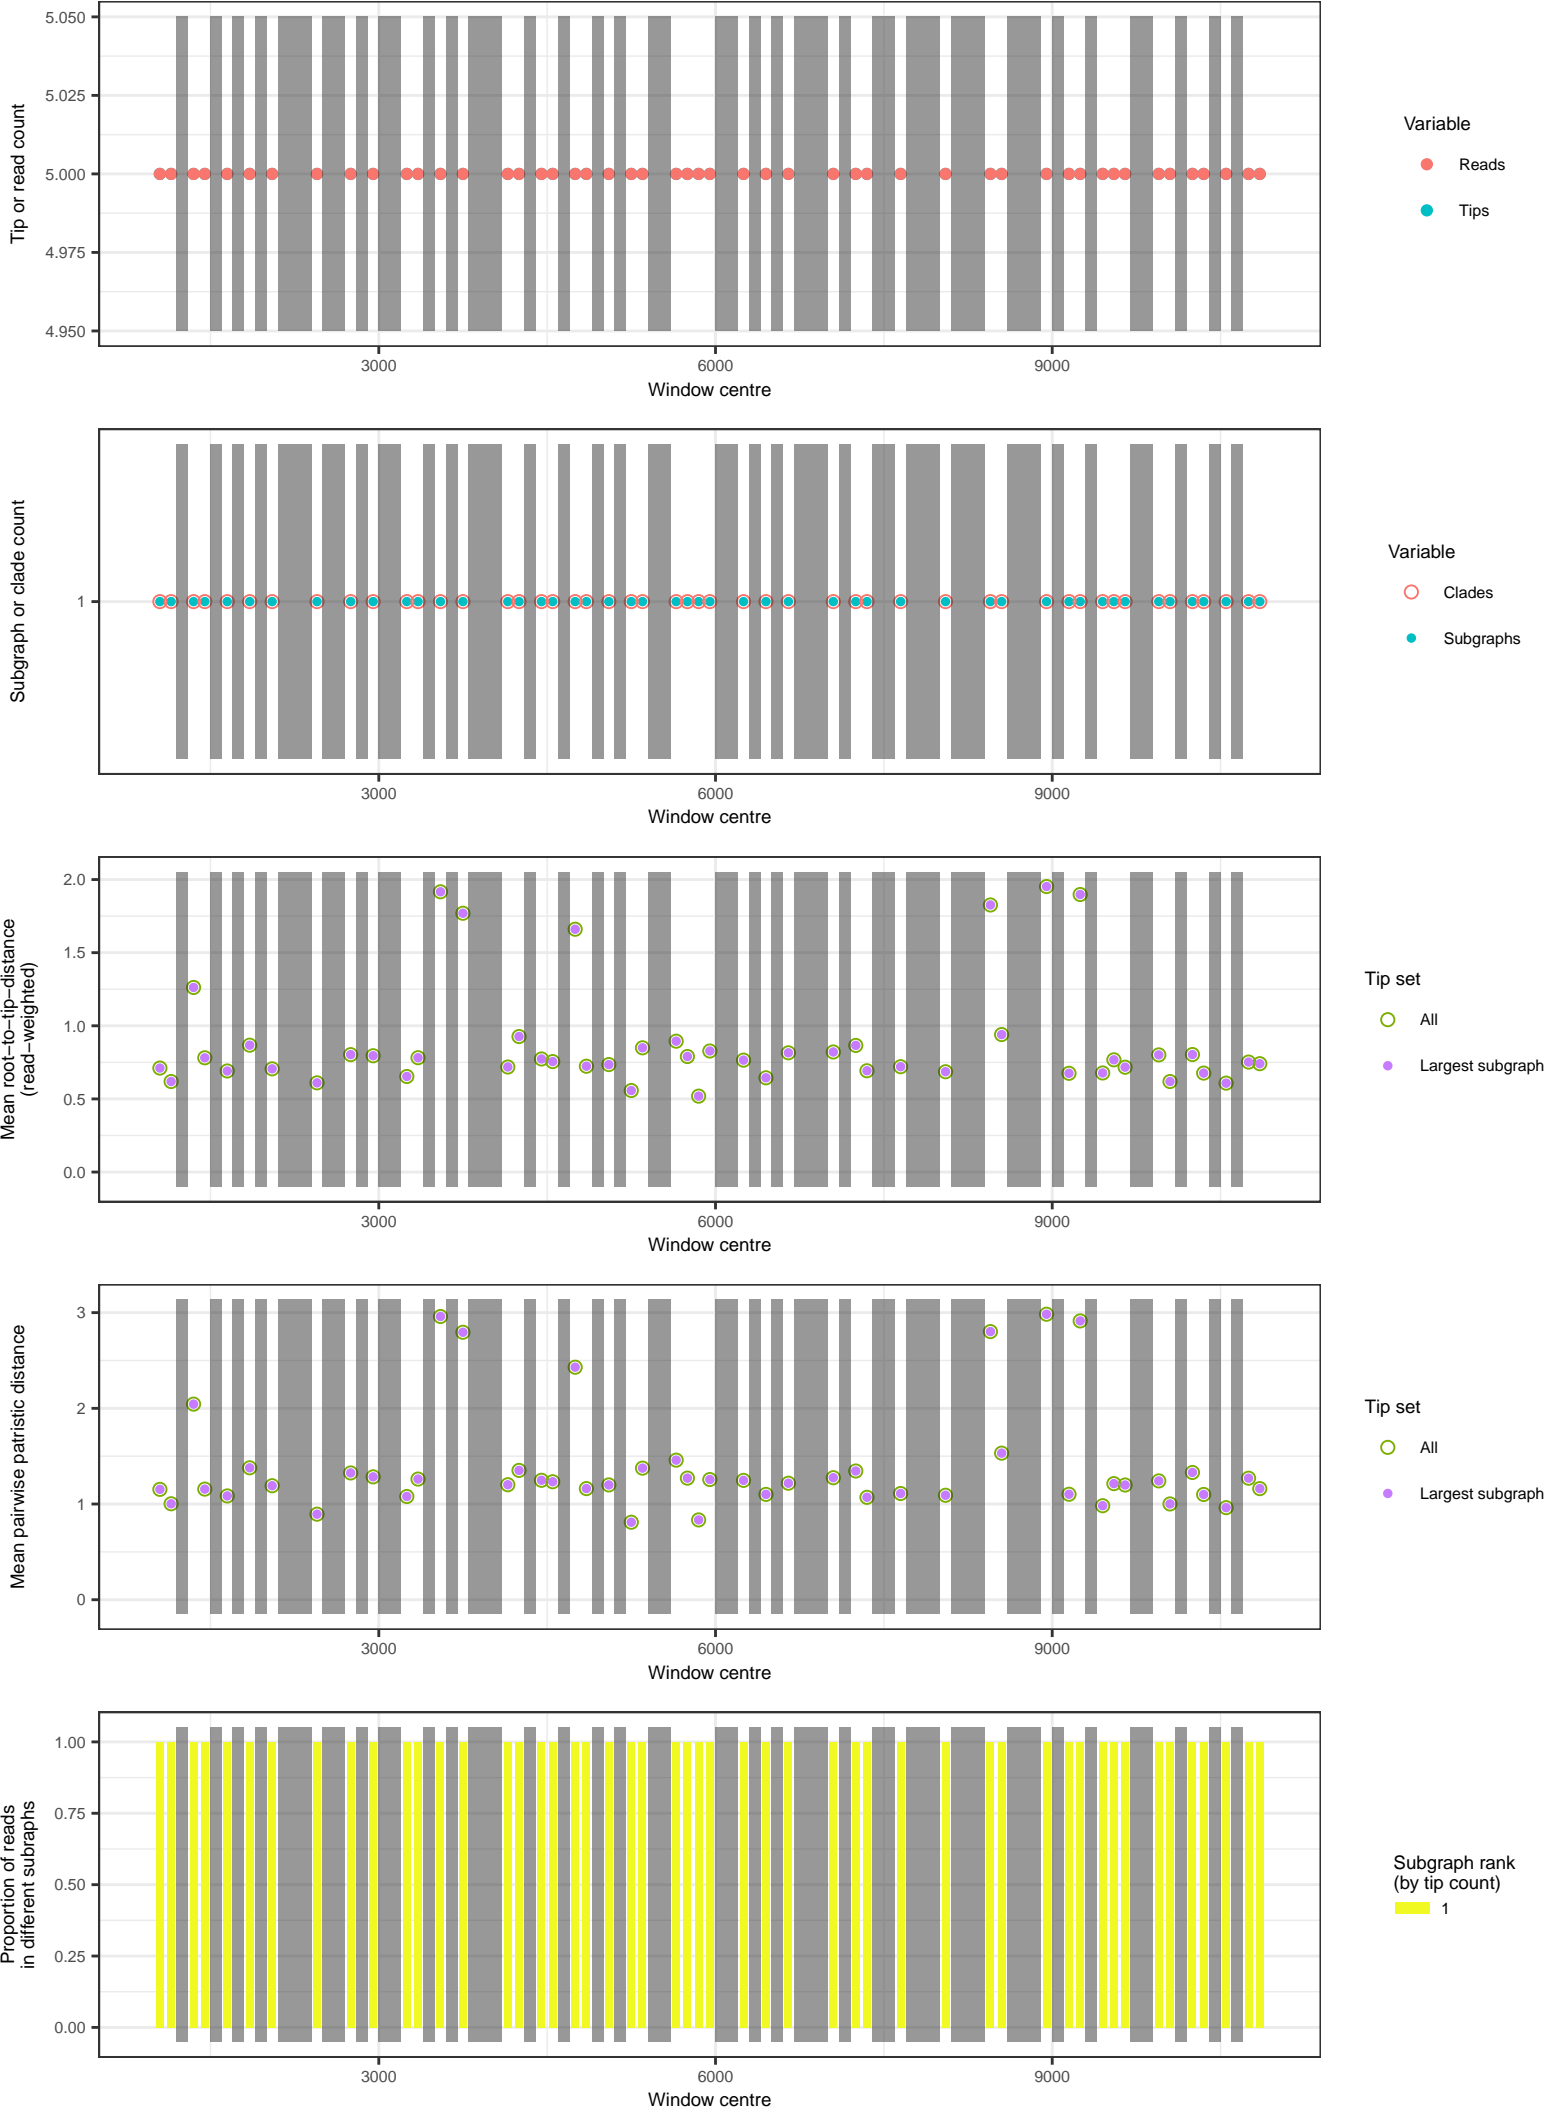 5.050
5.025
5.000
4.975
4.950
Tip or read count
3000 6000 9000
Window centre
Variable
Reads
Tips
1
Subgraph or clade count
3000 6000 9000
Window centre
Variable
Clades
Subgraphs
2.0
1.5
1.0
0.5
0.0
Mean root−to−tip−distance
(read−weighted)
3000 6000 9000
Window centre
Tip set
All
Largest subgraph
3
2
1
0
Mean pairwise patristic distance
3000 6000 9000
Window centre
Tip set
All
Largest subgraph
1.00
0.75
0.50
0.25
0.00
Proportion of reads
in different subraphs
3000 6000 9000
Window centre
Subgraph rank
(by tip count)
1